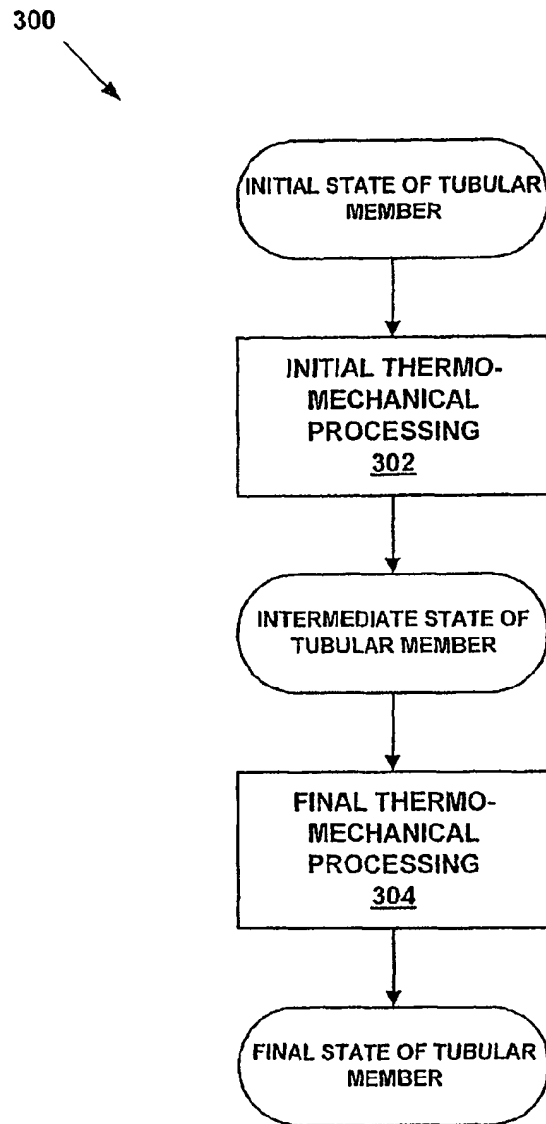 300
INITIAL STATE OF TUBULAR
MEMBER
INITIAL THERMO-
MECHANICAL
PROCESSING
302
INTERMEDIATE STATE OF
TUBULAR MEMBER
FINAL THERMO-
MECHANICAL
PROCESSING
304
FINAL STATE OF TUBULAR
MEMBER